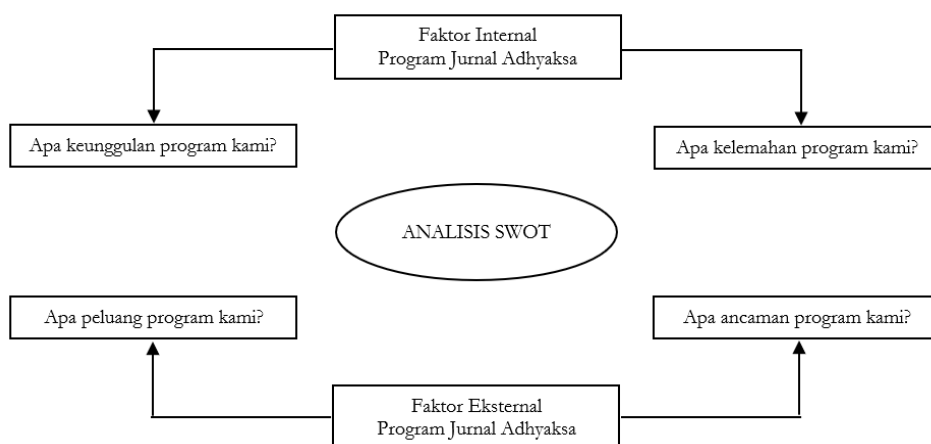 Faktor Internal
Program Jurnal Adhyaksa
Apa keunggulan program kami?
Apa kelemahan program kami?
ANALISIS SWOT
Apa peluang program kami?
Apa ancaman program kami?
Faktor Eksternal
Program Jurnal Adhyaksa